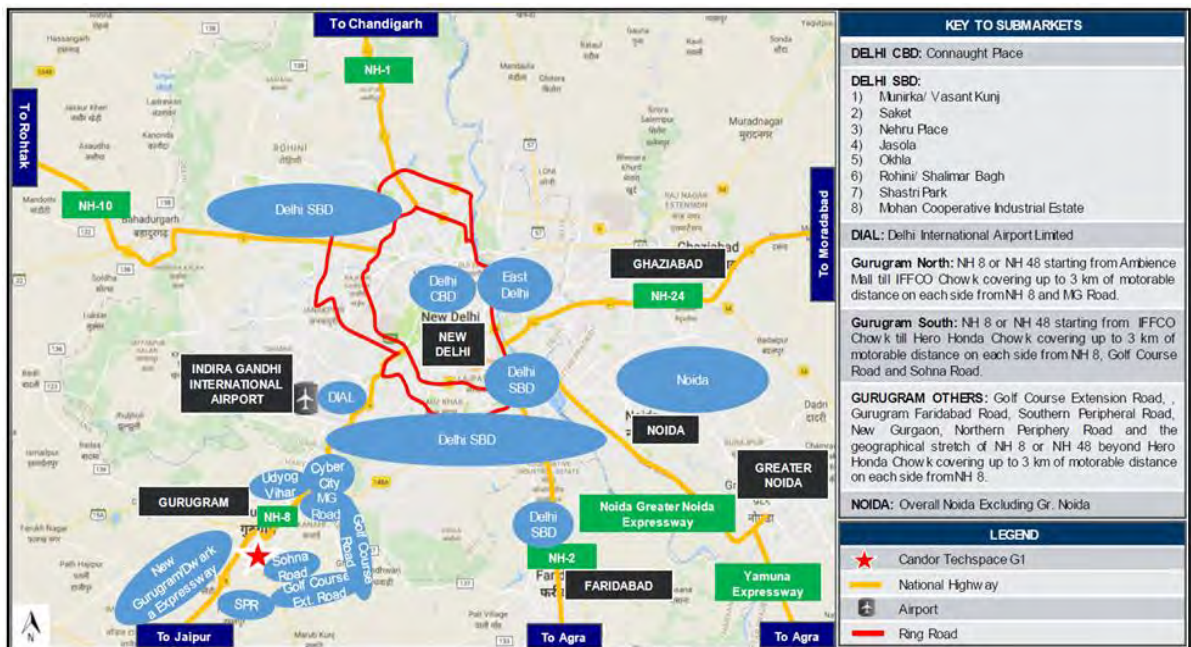 To Chandigarh
NH-1
To Rohtak
NH-10
Bahadurgarh
बहादुरगढ़
ROHINI
रोहिणी
LONI
Muradnagar
मुरादनगर
Delhi SBD
To Moradabad
GHAZIABAD
NH-24
Delhi
CBD
East
Delhi
New Delhi
NEW
DELHI
INDIRA GANDHI
INTERNATIONAL
AIRPORT
DIAL
Delhi
SBD
Noida
NOIDA
Dadri
दादरी
Delhi SBD
Cyber
City
Udyog
Vihar
MG
Road
GURUGRAM
NH-8
Golf Course
Road
GREATER
NOIDA
Noida Greater Noida
Expressway
Delhi
SBD
NH-2
FARIDABAD
Yamuna
Expressway
New
Gurugram/Dwark
a Expressway
Sohna
Road
Golf Course
Ext. Road
SPR
N
To Jaipur
To Agra
To Agra
KEY TO SUBMARKETS
DELHI CBD: Connaught Place
DELHI SBD:
1) Munirka/ Vasant Kunj
2) Saket
3) Nehru Place
4) Jasola
5) Okhla
6) Rohini/ Shalimar Bagh
7) Shastri Park
8) Mohan Cooperative Industrial Estate
DIAL: Delhi International Airport Limited
Gurugram North: NH 8 or NH 48 starting from Ambience
Mall till IFFCO Chowk covering up to 3 km of motorable
distance on each side from NH 8 and MG Road.
Gurugram South: NH 8 or NH 48 starting from IFFCO
Chowk till Hero Honda Chowk covering up to 3 km of
motorable distance on each side from NH 8, Golf Course
Road and Sohna Road.
GURUGRAM OTHERS: Golf Course Extension Road, ,
Gurugram Faridabad Road, Southern Peripheral Road,
New Gurgaon, Northern Periphery Road and the
geographical stretch of NH 8 or NH 48 beyond Hero
Honda Chowk covering up to 3 km of motorable distance
on each side from NH 8.
NOIDA: Overall Noida Excluding Gr. Noida
LEGEND
Candor Techspace G1
National Highway
Airport
Ring Road